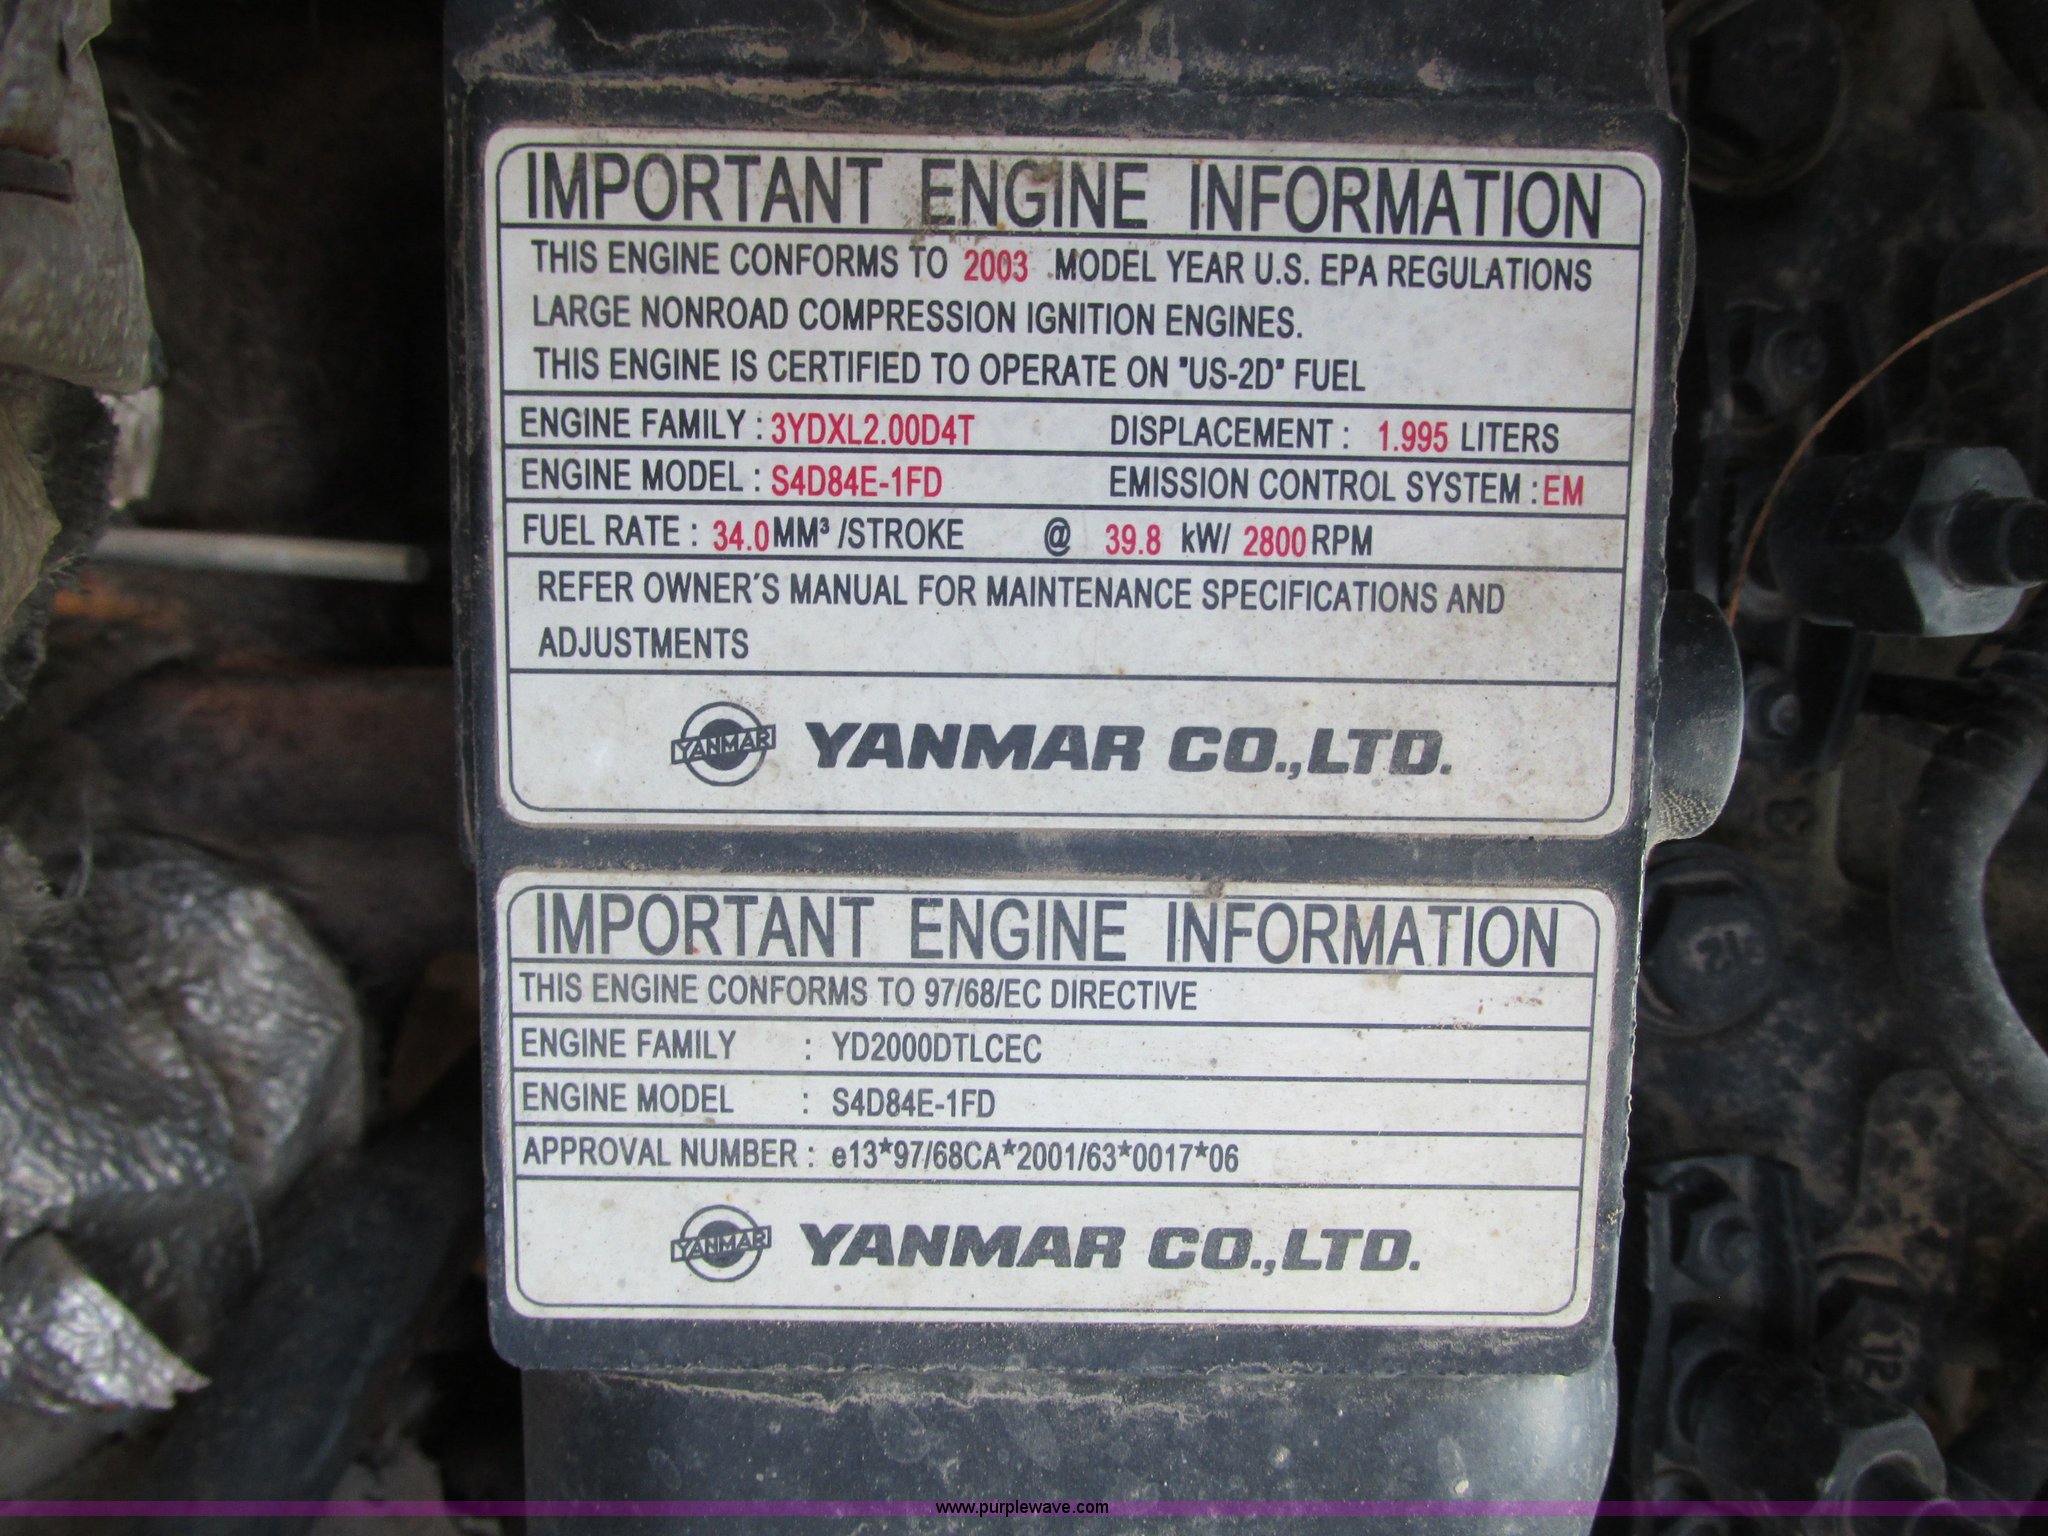 IMPORTANT ENGINE INFORMATION
THIS ENGINE CONFORMS TO 2003 MODEL YEAR U.S. EPA REGULATIONS
LARGE NONROAD COMPRESSION IGNITION ENGINES.
THIS ENGINE IS CERTIFIED TO OPERATE ON "US-2D" FUEL
ENGINE FAMILY : 3YDXL2.00D4T DISPLACEMENT : 1.995 LITERS
ENGINE MODEL : S4D84E-1FD EMISSION CONTROL SYSTEM : EM
FUEL RATE : 34.0 MM³ /STROKE @ 39.8 kW/ 2800 RPM
REFER OWNER'S MANUAL FOR MAINTENANCE SPECIFICATIONS AND
ADJUSTMENTS
YANMAR YANMAR CO.,LTD.
IMPORTANT ENGINE INFORMATION
THIS ENGINE CONFORMS TO 97/68/EC DIRECTIVE
ENGINE FAMILY : YD2000DTLCEC
ENGINE MODEL : S4D84E-1FD
APPROVAL NUMBER : e13*97/68CA*2001/63*0017*06
YANMAR YANMAR CO.,LTD.
www.purplewave.com